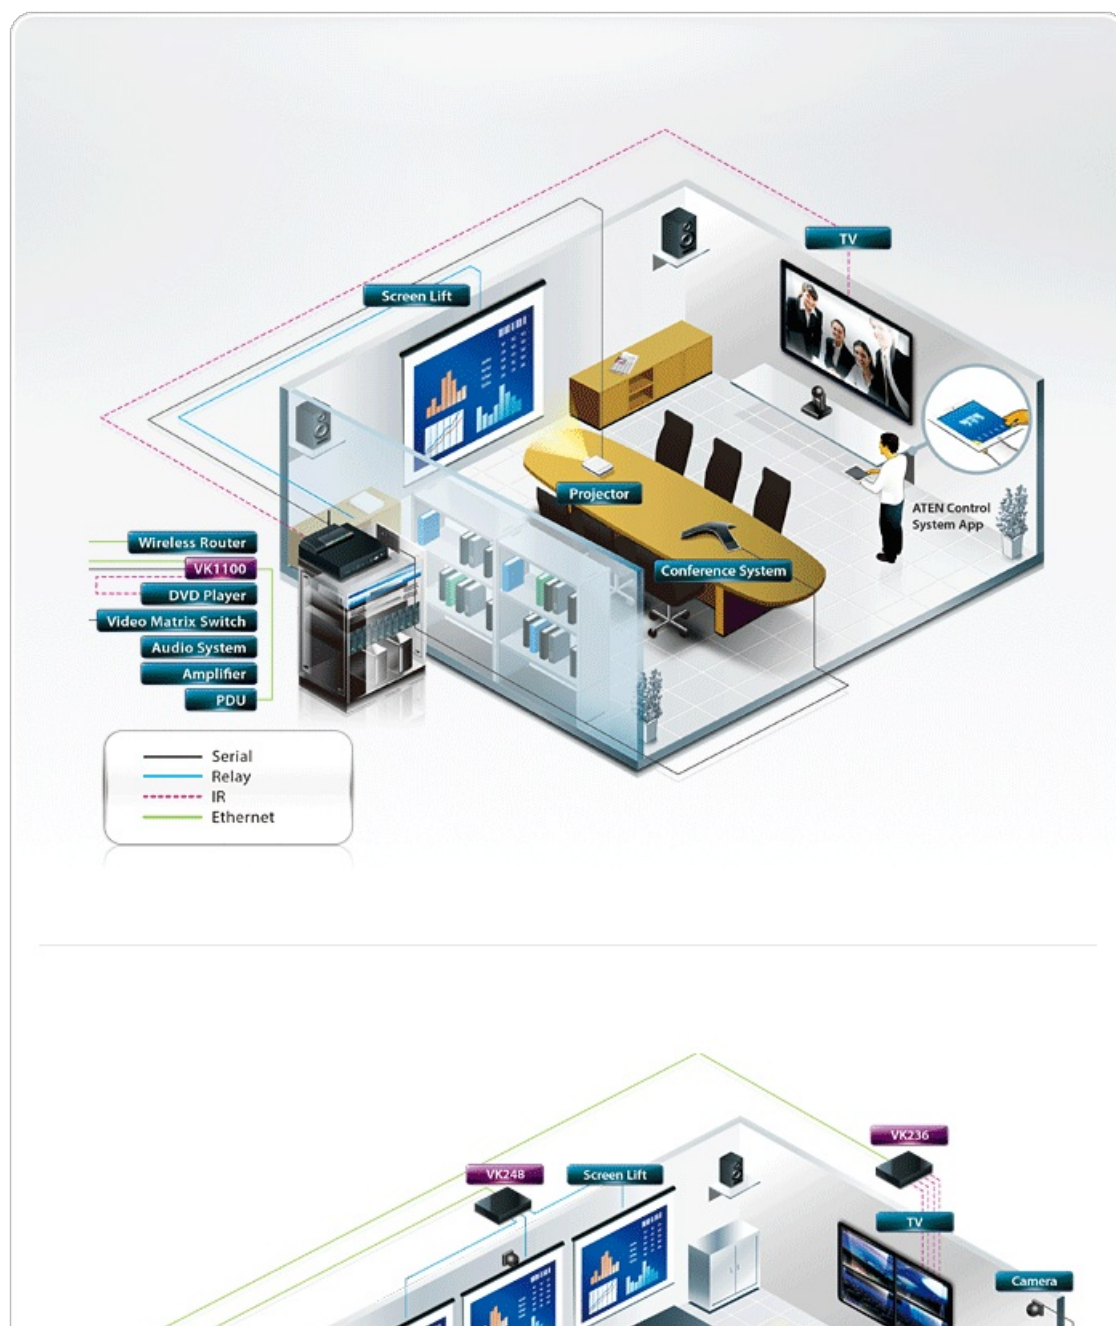 TV
Screen Lift
Projector
ATEN Control
System App
Conference System
Wireless Router
VK1100
DVD Player
Video Matrix Switch
Audio System
Amplifier
PDU
Serial
Relay
IR
Ethernet
VK236
VK248
Screen Lift
TV
Camera